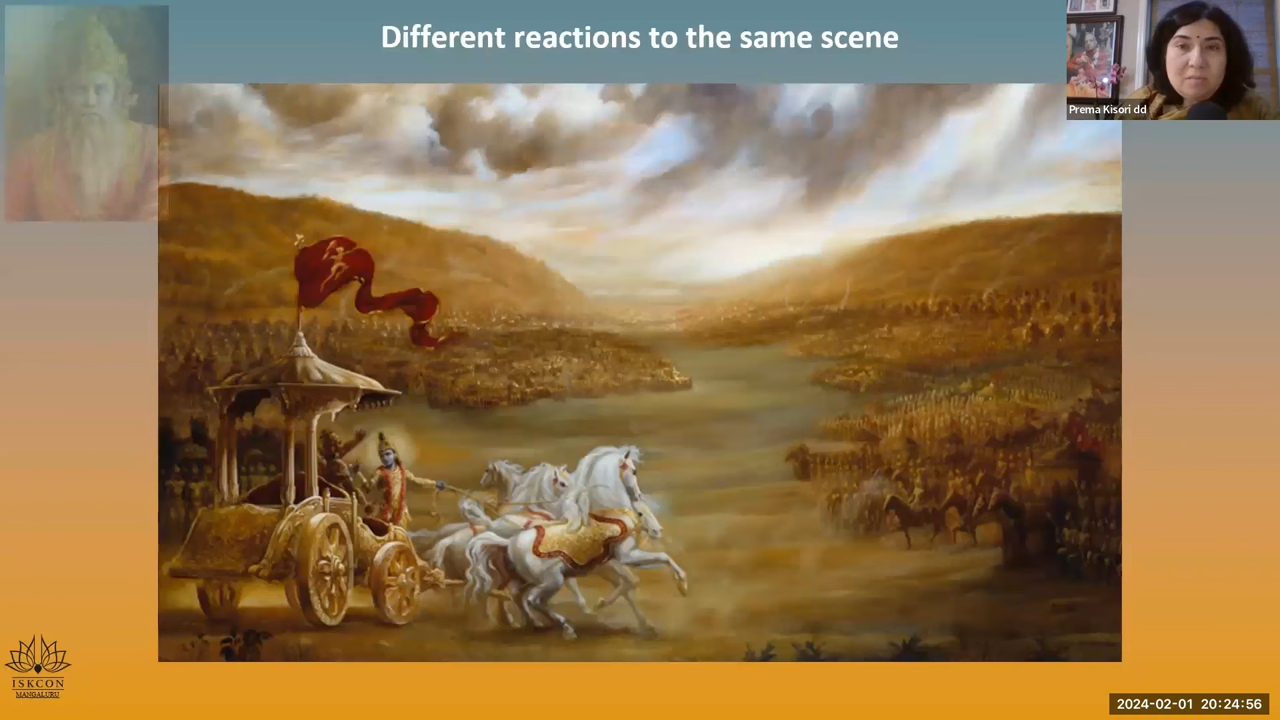 Different reactions to the same scene
Prema Kisori dd
ISKCON
MANGALURU
2024-02-01 20:24:56